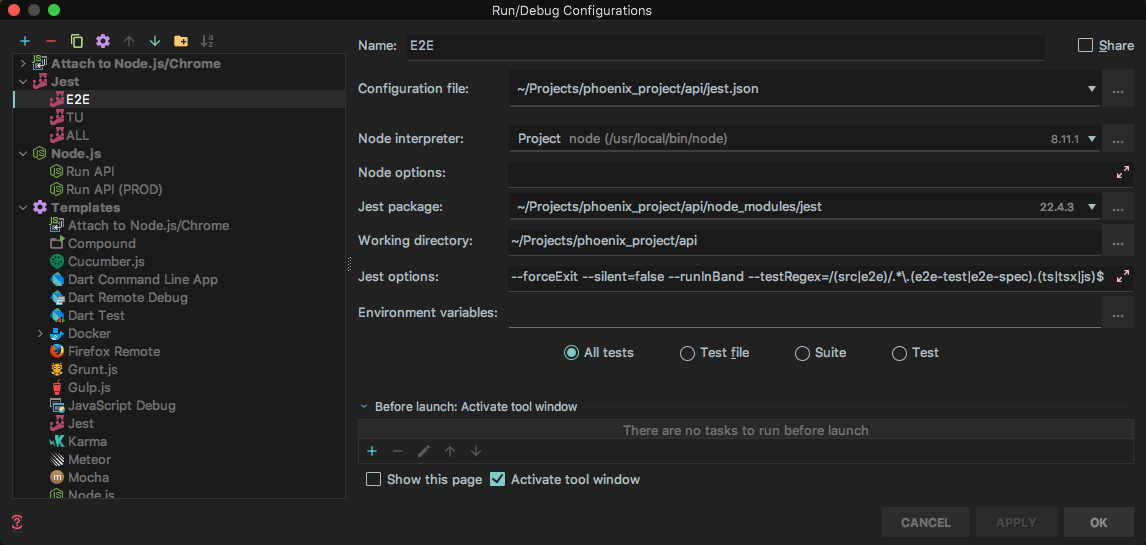 Run/Debug Configurations
Attach to Node.js/Chrome
Jest
E2E
TU
ALL
Node.js
Run API
Run API (PROD)
Templates
Attach to Node.js/Chrome
Compound
Cucumber.js
Dart Command Line App
Dart Remote Debug
Dart Test
Docker
Firefox Remote
Grunt.js
Gulp.js
JavaScript Debug
Jest
Karma
Meteor
Mocha
Node.js
Name: E2E Share
Configuration file: ~/Projects/phoenix_project/api/jest.json ...
Node interpreter: Project node (/usr/local/bin/node) 8.11.1 ...
Node options:
Jest package: ~/Projects/phoenix_project/api/node_modules/jest 22.4.3 ...
Working directory: ~/Projects/phoenix_project/api ...
Jest options: --forceExit --silent=false --runInBand --testRegex=/(src|e2e)/.*\.(e2e-test|e2e-spec).(ts|tsx|js)$
Environment variables: ...
All tests Test file Suite Test
Before launch: Activate tool window
There are no tasks to run before launch
Show this page Activate tool window
? CANCEL APPLY OK